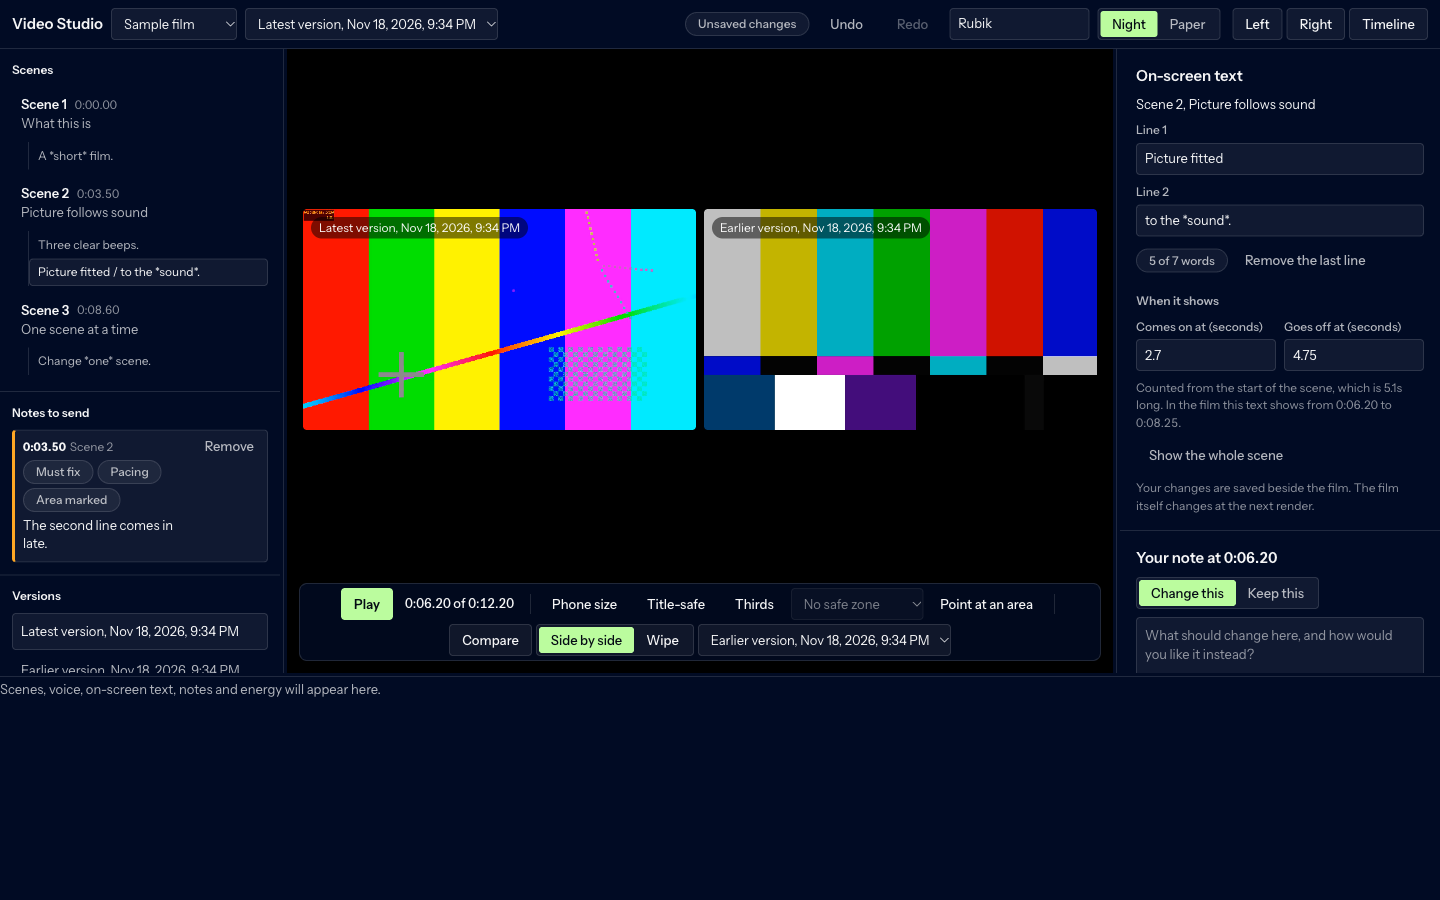 Video Studio
Sample film
Latest version, Nov 18, 2026, 9:34 PM
Unsaved changes
Undo
Redo
Rubik
Night
Paper
Left
Right
Timeline
Scenes
Scene 1 0:00.00
What this is
A *short* film.
Scene 2 0:03.50
Picture follows sound
Three clear beeps.
Picture fitted / to the *sound*.
Scene 3 0:08.60
One scene at a time
Change *one* scene.
Notes to send
0:03.50 Scene 2
Remove
Must fix
Pacing
Area marked
The second line comes in
late.
Versions
Latest version, Nov 18, 2026, 9:34 PM
Earlier version, Nov 18, 2026, 9:34 PM
Latest version, Nov 18, 2026, 9:34 PM
Earlier version, Nov 18, 2026, 9:34 PM
Play
0:06.20 of 0:12.20
Phone size
Title-safe
Thirds
No safe zone
Point at an area
Compare
Side by side
Wipe
Earlier version, Nov 18, 2026, 9:34 PM
On-screen text
Scene 2, Picture follows sound
Line 1
Picture fitted
Line 2
to the *sound*.
5 of 7 words
Remove the last line
When it shows
Comes on at (seconds)
Goes off at (seconds)
2.7
4.75
Counted from the start of the scene, which is 5.1s
long. In the film this text shows from 0:06.20 to
0:08.25.
Show the whole scene
Your changes are saved beside the film. The film
itself changes at the next render.
Your note at 0:06.20
Change this
Keep this
What should change here, and how would
you like it instead?
Scenes, voice, on-screen text, notes and energy will appear here.